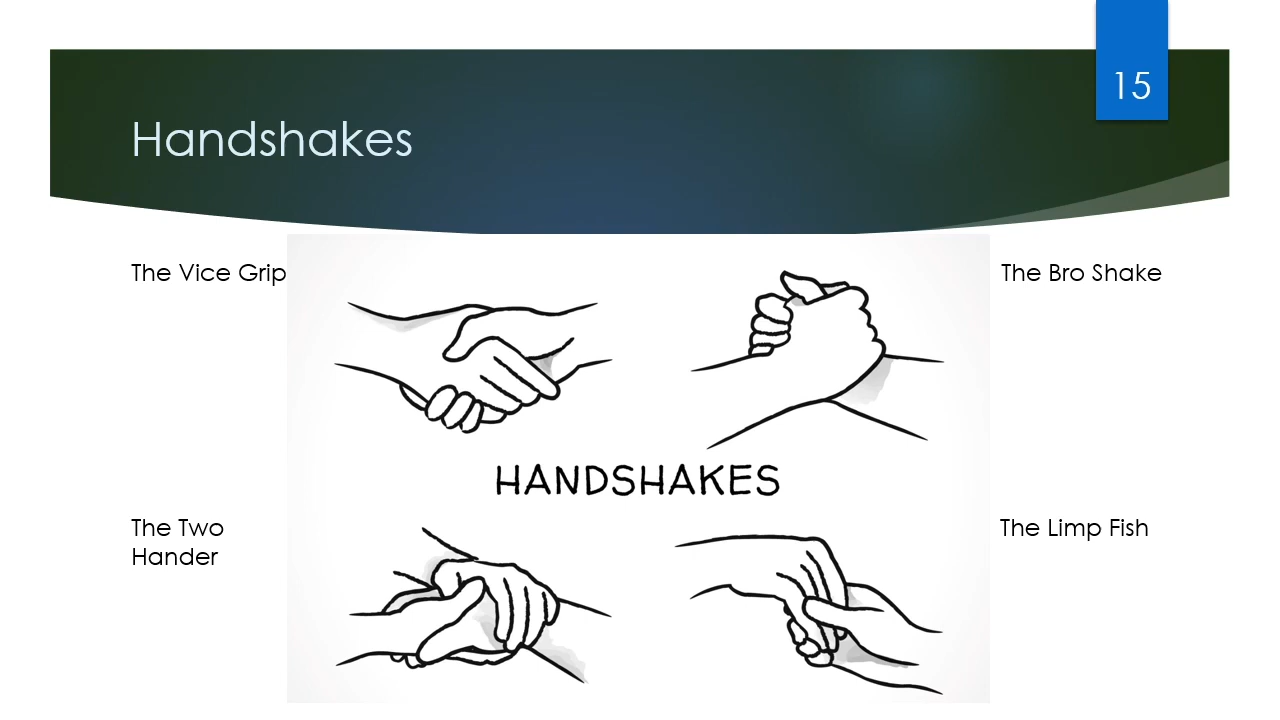 15
Handshakes
The Vice Grip
The Bro Shake
HANDSHAKES
The Two
Hander
The Limp Fish